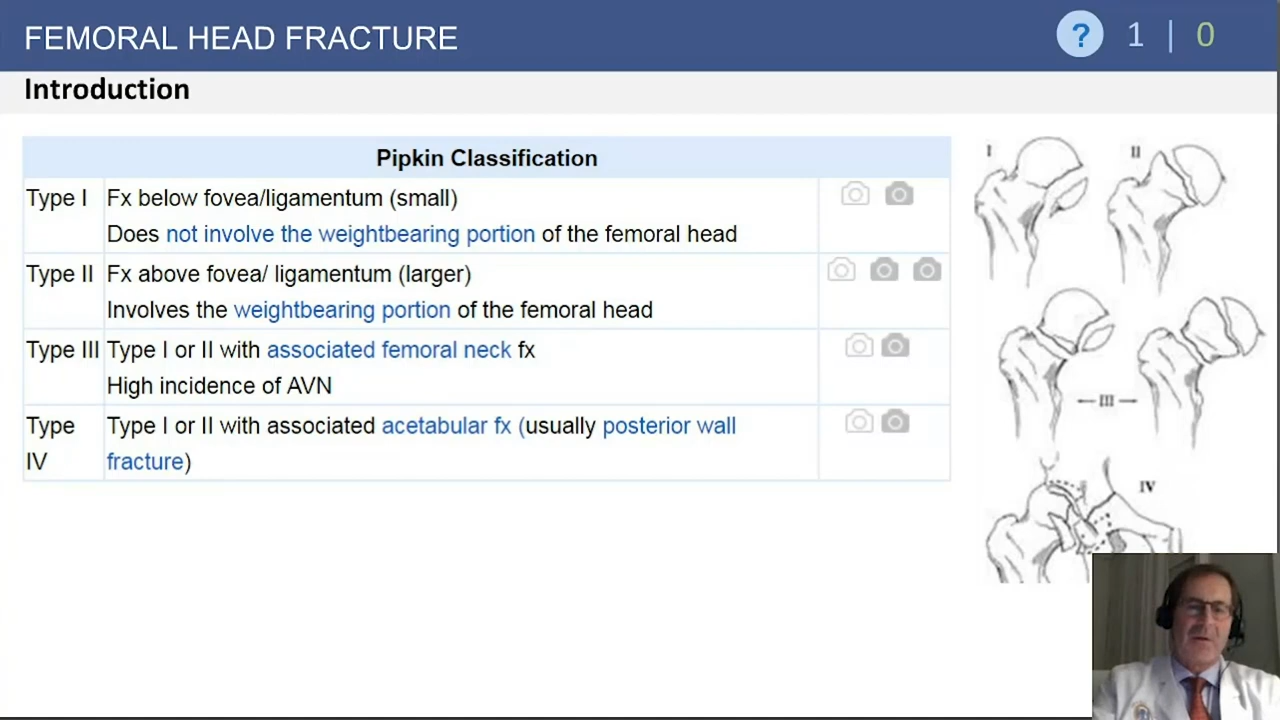 FEMORAL HEAD FRACTURE
? 1 | 0
Introduction
Pipkin Classification
Type I
Fx below fovea/ligamentum (small)
Does not involve the weightbearing portion of the femoral head
Type II
Fx above fovea/ ligamentum (larger)
Involves the weightbearing portion of the femoral head
Type III
Type I or II with associated femoral neck fx
High incidence of AVN
Type
IV
Type I or II with associated acetabular fx (usually posterior wall
fracture)
I
II
III
IV